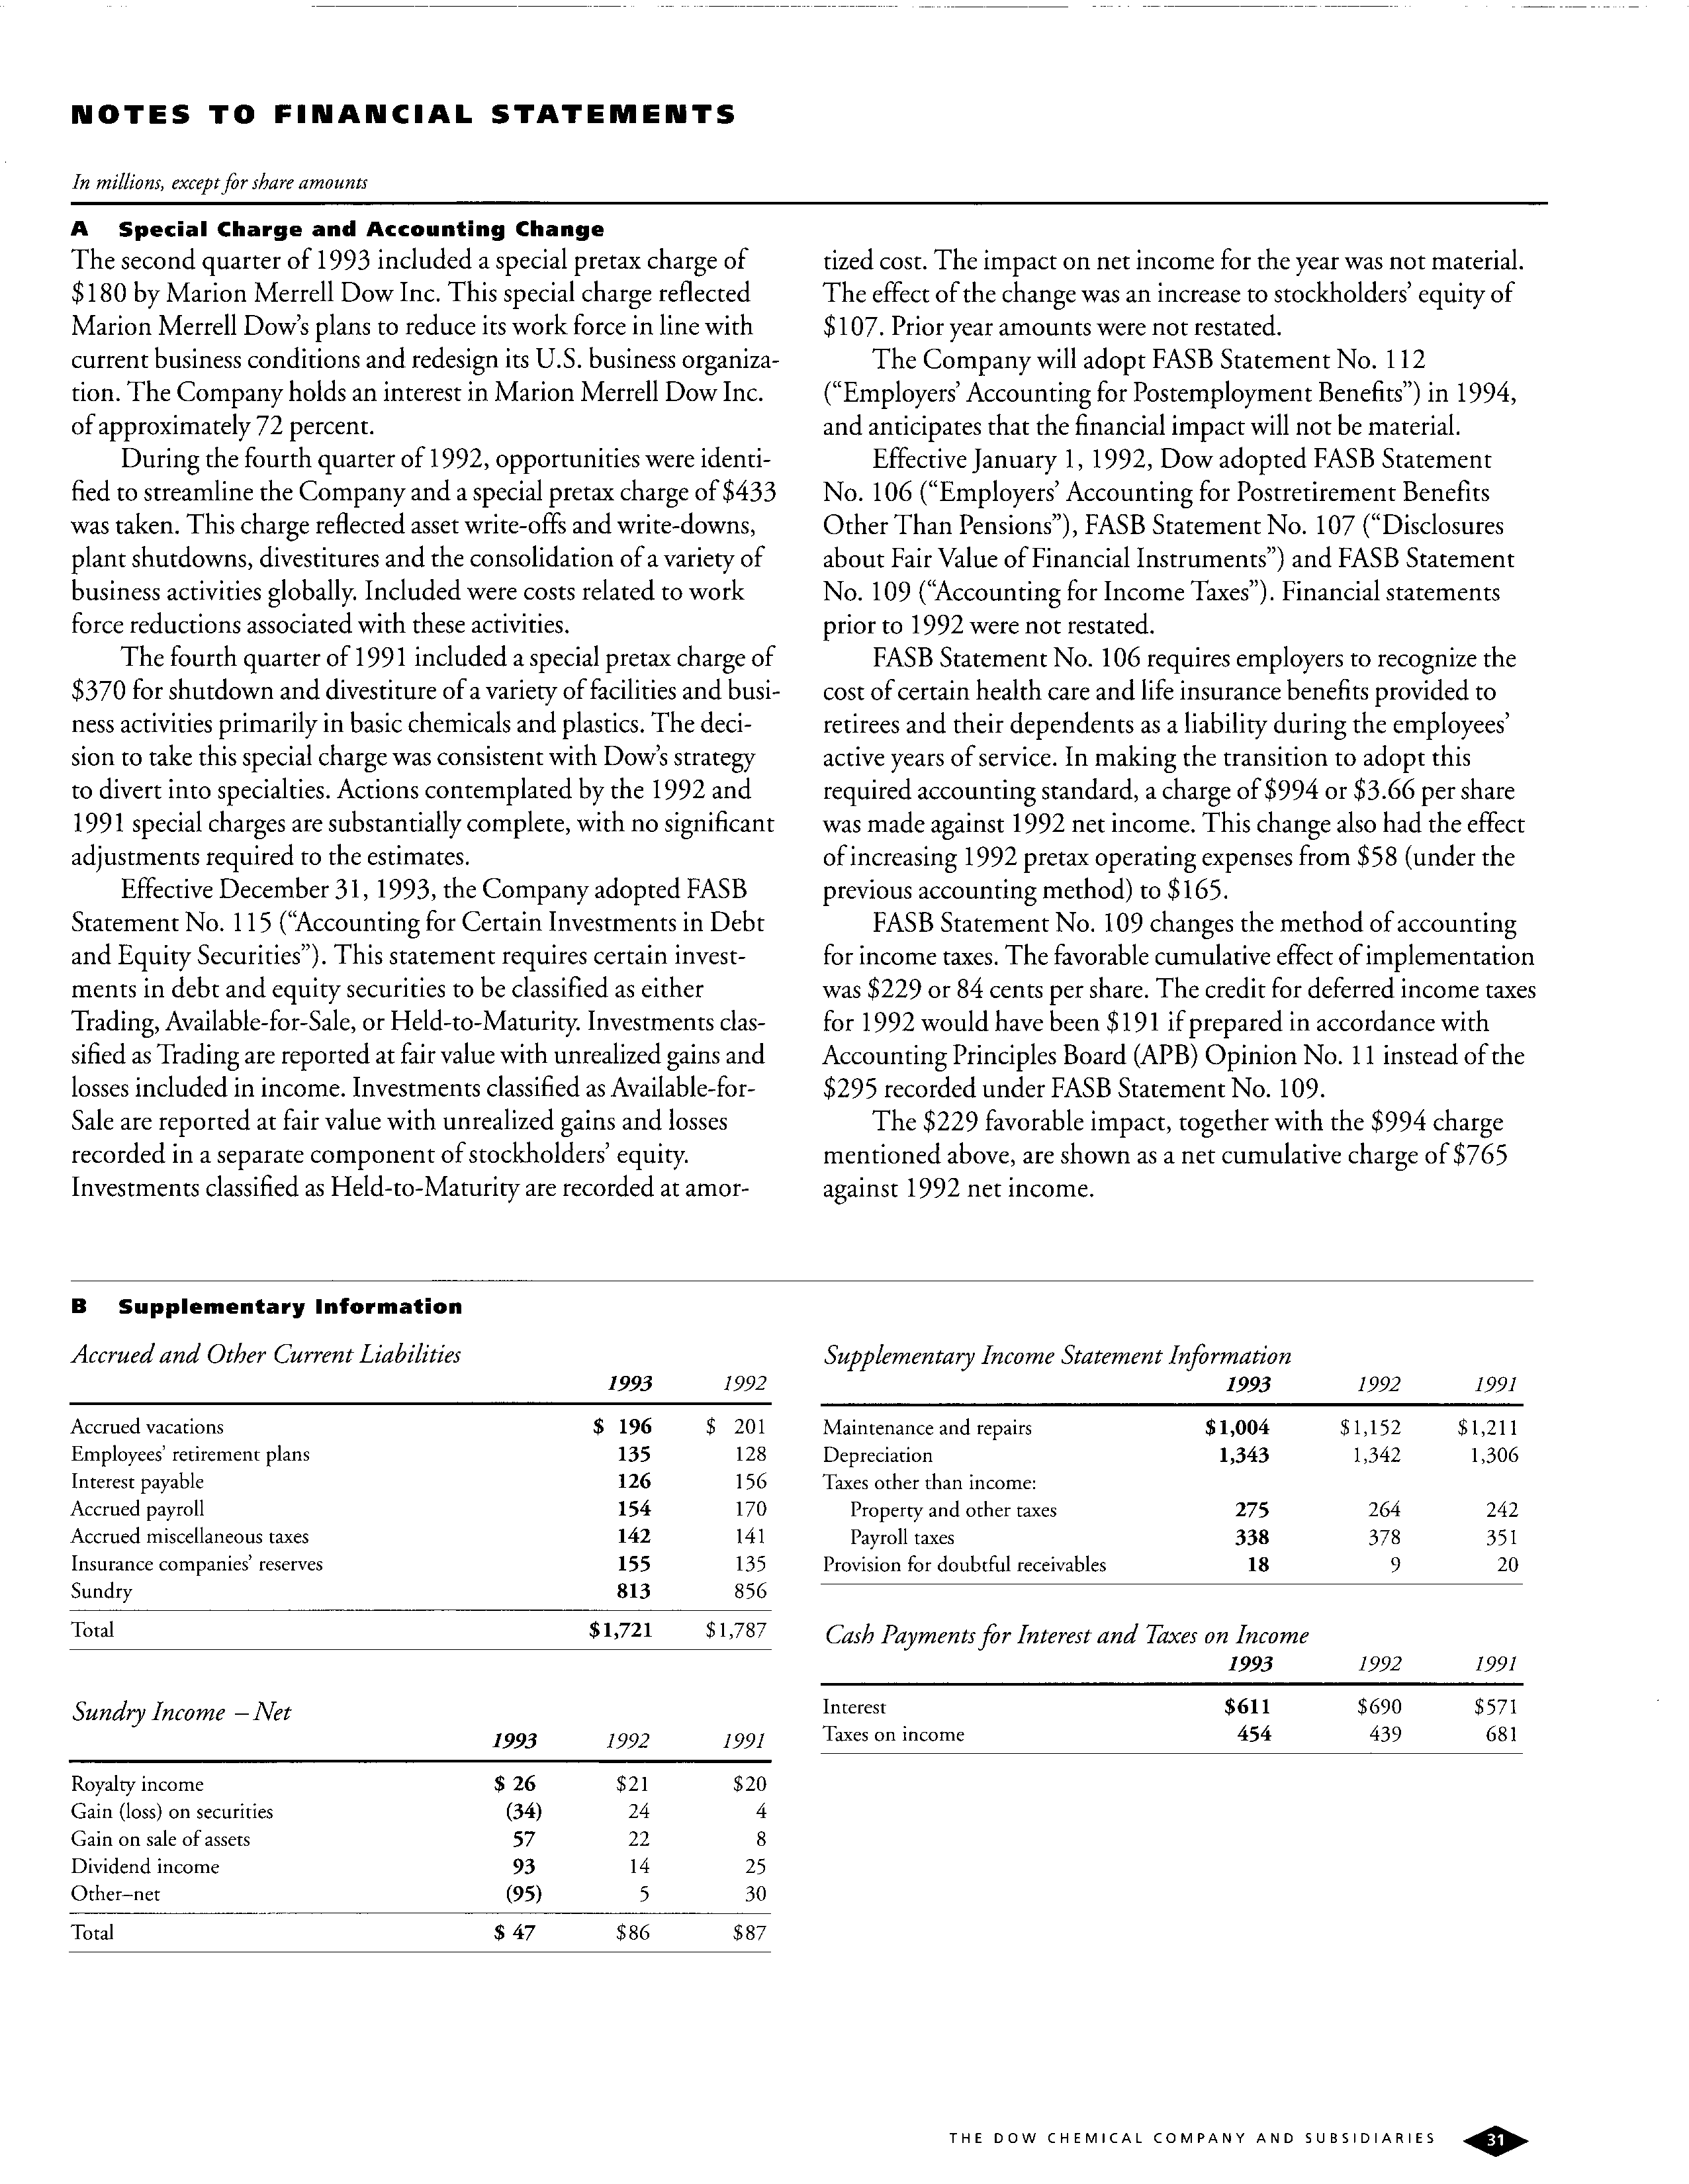 NOTES TO FINANCIAL STATEMENTS
In millions, except for share amounts
A Special Charge and Accounting Change
The second quarter of 1993 included a special pretax charge of
$180 by Marion Merrell Dow Inc. This special charge reflected
Marion Merrell Dow's plans to reduce its work force in line with
current business conditions and redesign its U.S. business organiza-
tion. The Company holds an interest in Marion Merrell Dow Inc.
of approximately 72 percent.
During the fourth quarter of 1992, opportunities were identi-
fied to streamline the Company and a special pretax charge of $433
was taken. This charge reflected asset write-offs and write-downs,
plant shutdowns, divestitures and the consolidation of a variety of
business activities globally. Included were costs related to work
force reductions associated with these activities.
The fourth quarter of 1991 included a special pretax charge of
$370 for shutdown and divestiture of a variety of facilities and busi-
ness activities primarily in basic chemicals and plastics. The deci-
sion to take this special charge was consistent with Dow's strategy
to divert into specialties. Actions contemplated by the 1992 and
1991 special charges are substantially complete, with no significant
adjustments required to the estimates.
Effective December 31, 1993, the Company adopted FASB
Statement No. 115 ("Accounting for Certain Investments in Debt
and Equity Securities"). This statement requires certain invest-
ments in debt and equity securities to be classified as either
Trading, Available-for-Sale, or Held-to-Maturity. Investments clas-
sified as Trading are reported at fair value with unrealized gains and
losses included in income. Investments classified as Available-for-
Sale are reported at fair value with unrealized gains and losses
recorded in a separate component of stockholders' equity.
Investments classified as Held-to-Maturity are recorded at amor-
tized cost. The impact on net income for the year was not material.
The effect of the change was an increase to stockholders' equity of
$107. Prior year amounts were not restated.
The Company will adopt FASB Statement No. 112
("Employers' Accounting for Postemployment Benefits") in 1994,
and anticipates that the financial impact will not be material.
Effective January 1, 1992, Dow adopted FASB Statement
No. 106 ("Employers' Accounting for Postretirement Benefits
Other Than Pensions"), FASB Statement No. 107 ("Disclosures
about Fair Value of Financial Instruments") and FASB Statement
No. 109 ("Accounting for Income Taxes"). Financial statements
prior to 1992 were not restated.
FASB Statement No. 106 requires employers to recognize the
cost of certain health care and life insurance benefits provided to
retirees and their dependents as a liability during the employees'
active years of service. In making the transition to adopt this
required accounting standard, a charge of $994 or $3.66 per share
was made against 1992 net income. This change also had the effect
of increasing 1992 pretax operating expenses from $58 (under the
previous accounting method) to $165.
FASB Statement No. 109 changes the method of accounting
for income taxes. The favorable cumulative effect of implementation
was $229 or 84 cents per share. The credit for deferred income taxes
for 1992 would have been $191 if prepared in accordance with
Accounting Principles Board (APB) Opinion No. 11 instead of the
$295 recorded under FASB Statement No. 109.
The $229 favorable impact, together with the $994 charge
mentioned above, are shown as a net cumulative charge of $765
against 1992 net income.
B Supplementary Information
Accrued and Other Current Liabilities
1993 1992
Accrued vacations $ 196 $ 201
Employees' retirement plans 135 128
Interest payable 126 156
Accrued payroll 154 170
Accrued miscellaneous taxes 142 141
Insurance companies' reserves 155 135
Sundry 813 856
Total $1,721 $1,787
Sundry Income – Net
1993 1992 1991
Royalty income $ 26 $21 $20
Gain (loss) on securities (34) 24 4
Gain on sale of assets 57 22 8
Dividend income 93 14 25
Other–net (95) 5 30
Total $ 47 $86 $87
Supplementary Income Statement Information
1993 1992 1991
Maintenance and repairs $1,004 $1,152 $1,211
Depreciation 1,343 1,342 1,306
Taxes other than income:
Property and other taxes 275 264 242
Payroll taxes 338 378 351
Provision for doubtful receivables 18 9 20
Cash Payments for Interest and Taxes on Income
1993 1992 1991
Interest $611 $690 $571
Taxes on income 454 439 681
THE DOW CHEMICAL COMPANY AND SUBSIDIARIES 31